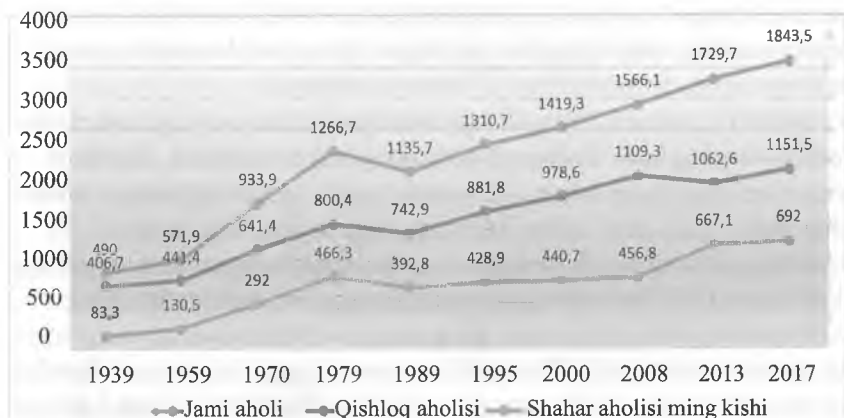 4000
3500
3000
2500
2000
1500
1000
500
0
490 571,9 933,9 1266,7 1135,7 1310,7 1419,3 1566,1 1729,7 1843,5
406,7 441,4 641,4 800,4 742,9 881,8 978,6 1109,3 1062,6 1151,5
83,3 130,5 292 466,3 392,8 428,9 440,7 456,8 667,1 692
1939 1959 1970 1979 1989 1995 2000 2008 2013 2017
Jami aholi Qishloq aholisi Shahar aholisi ming kishi